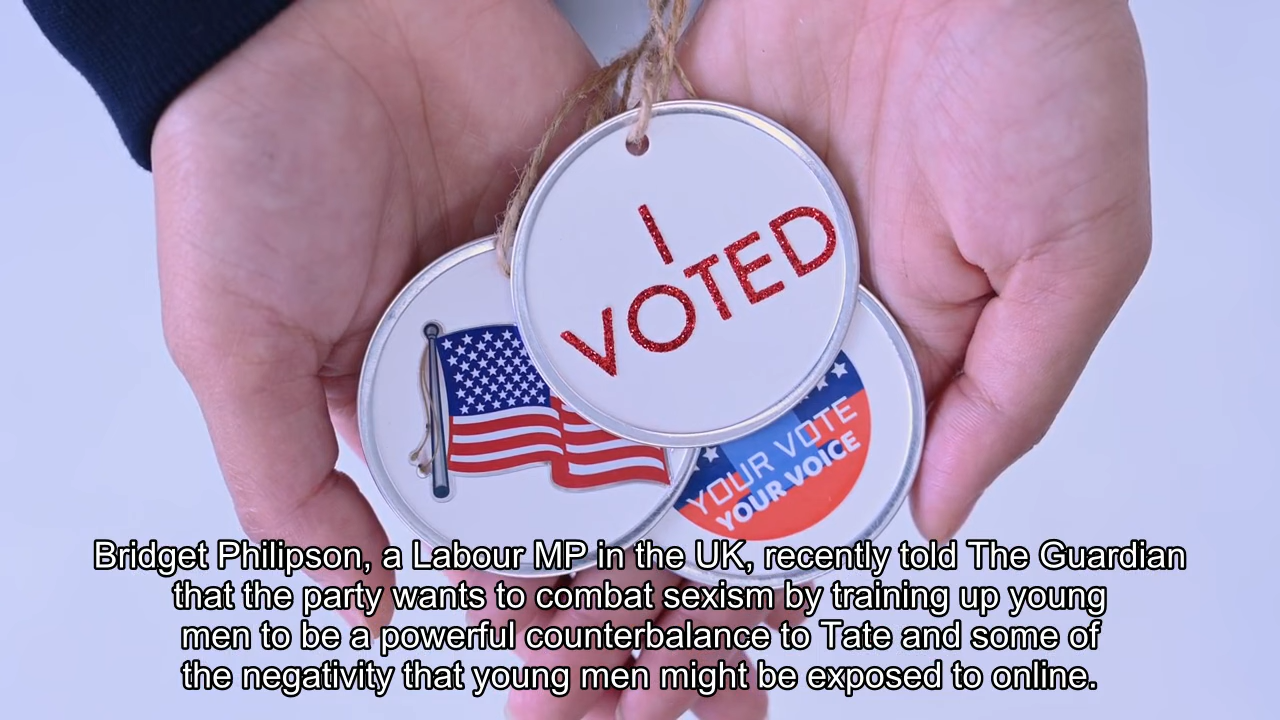 I
VOTED
YOUR VOTE
YOUR VOICE
Bridget Philipson, a Labour MP in the UK, recently told The Guardian
that the party wants to combat sexism by training up young
men to be a powerful counterbalance to Tate and some of
the negativity that young men might be exposed to online.